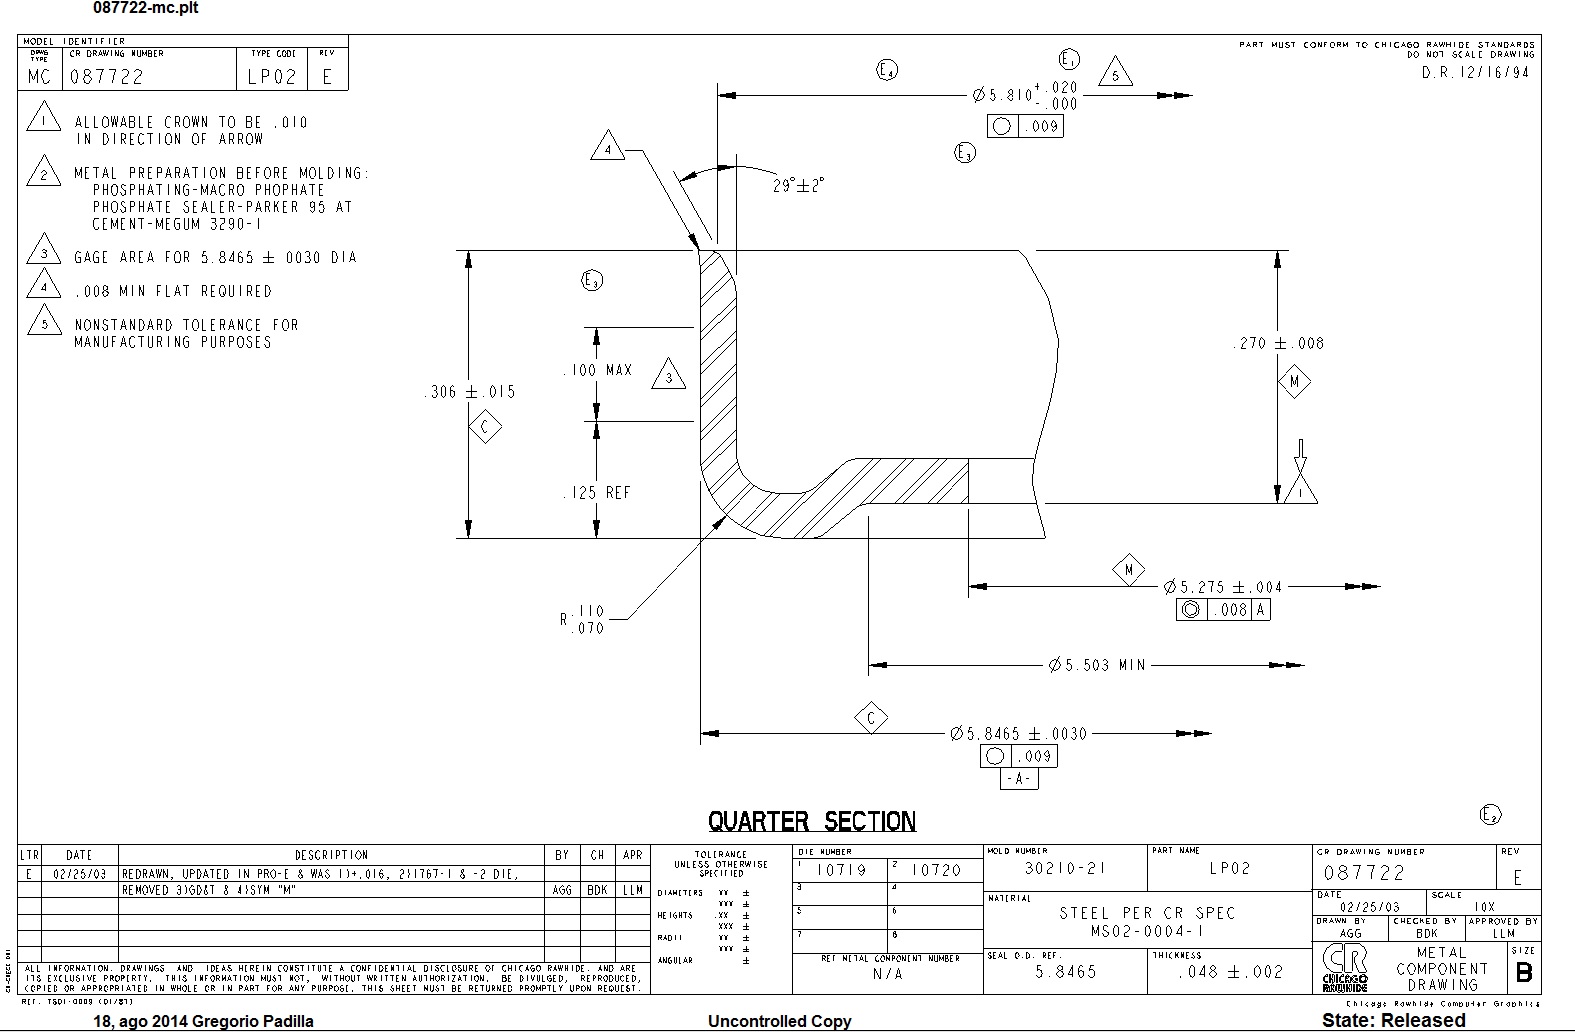 087722-mc.plt
MODEL IDENTIFIER
DRWG TYPE
CR DRAWING NUMBER
TYPE CODE
REV
MC
087722
LP02
E
PART MUST CONFORM TO CHICAGO RAWHIDE STANDARDS
DO NOT SCALE DRAWING
D.R.12/16/94
1 ALLOWABLE CROWN TO BE .010
IN DIRECTION OF ARROW
2 METAL PREPARATION BEFORE MOLDING:
PHOSPHATING-MACRO PHOPHATE
PHOSPHATE SEALER-PARKER 95 AT
CEMENT-MEGUM 3290-1
3 GAGE AREA FOR 5.8465 ± 0030 DIA
4 .008 MIN FLAT REQUIRED
5 NONSTANDARD TOLERANCE FOR
MANUFACTURING PURPOSES
E4
E1
5
Ø5.810 +.020 -.000
.009
E3
4
29°±2°
E3
.100 MAX
3
.306 ±.015
C
.125 REF
.270 ±.008
M
1
R .110 .070
M
Ø5.275 ±.004
.008 A
Ø5.503 MIN
C
Ø5.8465 ±.0030
.009
-A-
QUARTER SECTION
E2
LTR DATE DESCRIPTION BY CH APR
E 02/25/03 REDRAWN, UPDATED IN PRO-E & WAS 1)+.016, 2)1767-1 & -2 DIE,
REMOVED 3)GD&T & 4)SYM "M" AGG BDK LLM
TOLERANCE
UNLESS OTHERWISE
SPECIFIED
DIAMETERS .XX ±
.XXX ±
HEIGHTS .XX ±
.XXX ±
RADII .XX ±
.XXX ±
ANGULAR ±
DIE NUMBER
1 10719 2 10720
3 4
5 6
7 8
REF METAL COMPONENT NUMBER
N/A
MOLD NUMBER
30210-21
PART NAME
LP02
MATERIAL
STEEL PER CR SPEC
MS02-0004-1
SEAL O.D. REF.
5.8465
THICKNESS
.048 ±.002
CR DRAWING NUMBER
087722
REV
E
DATE
02/25/03
SCALE
10X
DRAWN BY
AGG
CHECKED BY
BDK
APPROVED BY
LLM
CR
CHICAGO
RAWHIDE
METAL
COMPONENT
DRAWING
SIZE
B
ALL INFORMATION, DRAWINGS AND IDEAS HEREIN CONSTITUTE A CONFIDENTIAL DISCLOSURE OF CHICAGO RAWHIDE, AND ARE
ITS EXCLUSIVE PROPERTY. THIS INFORMATION MUST NOT, WITHOUT WRITTEN AUTHORIZATION, BE DIVULGED, REPRODUCED,
COPIED OR APPROPRIATED IN WHOLE OR IN PART FOR ANY PURPOSE. THIS SHEET MUST BE RETURNED PROMPTLY UPON REQUEST.
REF. TSD1-0009 (01/87)
Chicago Rawhide Computer Graphics
18, ago 2014 Gregorio Padilla
Uncontrolled Copy
State: Released